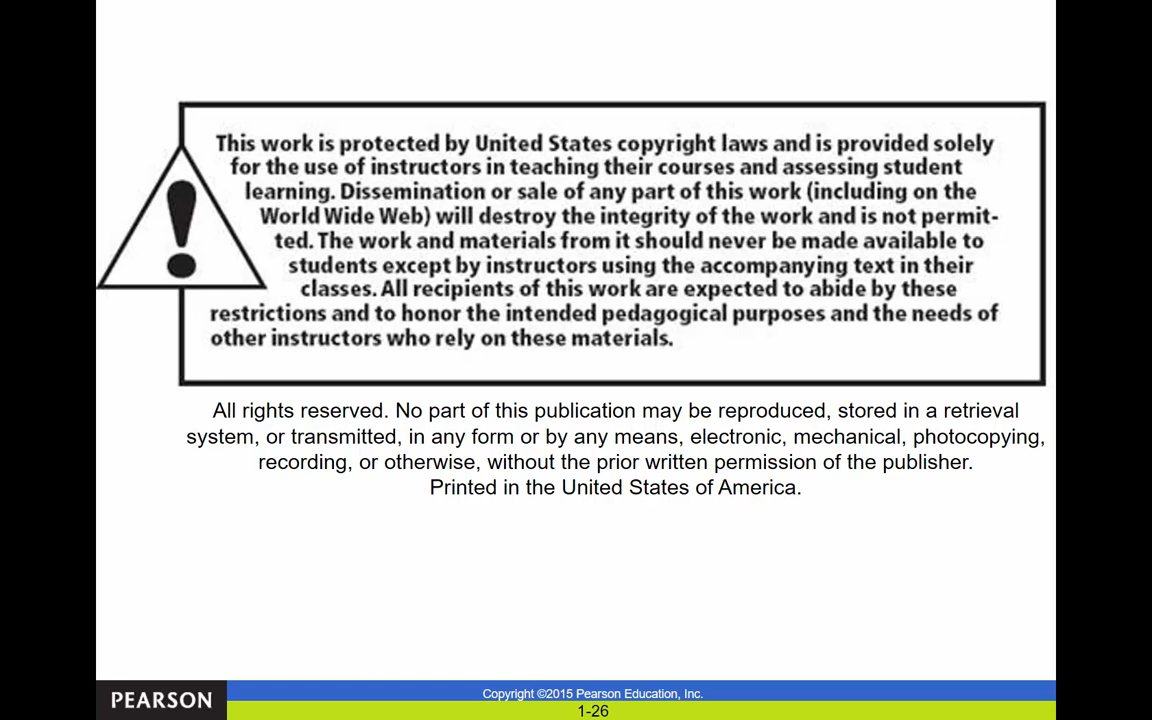 This work is protected by United States copyright laws and is provided solely
for the use of instructors in teaching their courses and assessing student
learning. Dissemination or sale of any part of this work (including on the
World Wide Web) will destroy the integrity of the work and is not permit-
ted. The work and materials from it should never be made available to
students except by instructors using the accompanying text in their
classes. All recipients of this work are expected to abide by these
restrictions and to honor the intended pedagogical purposes and the needs of
other instructors who rely on these materials.
All rights reserved. No part of this publication may be reproduced, stored in a retrieval
system, or transmitted, in any form or by any means, electronic, mechanical, photocopying,
recording, or otherwise, without the prior written permission of the publisher.
Printed in the United States of America.
PEARSON
Copyright ©2015 Pearson Education, Inc.
1-26